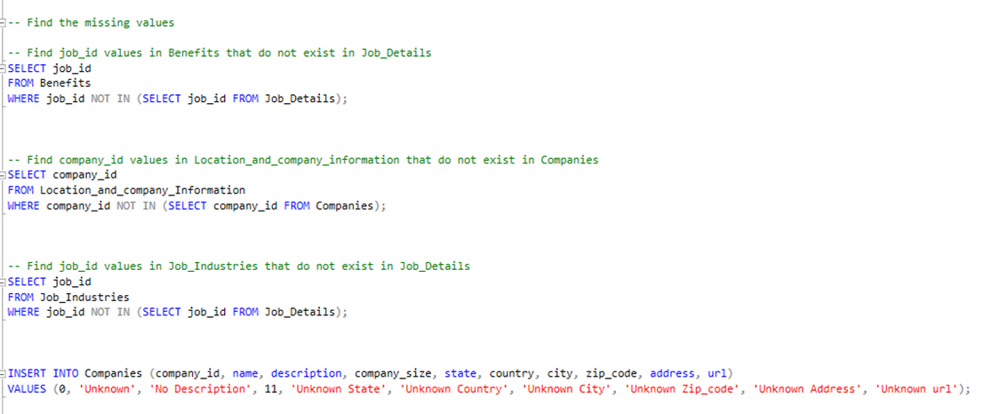 -- Find the missing values
-- Find job_id values in Benefits that do not exist in Job_Details
SELECT job_id
FROM Benefits
WHERE job_id NOT IN (SELECT job_id FROM Job_Details);
-- Find company_id values in Location_and_company_information that do not exist in Companies
SELECT company_id
FROM Location_and_company_Information
WHERE company_id NOT IN (SELECT company_id FROM Companies);
-- Find job_id values in Job_Industries that do not exist in Job_Details
SELECT job_id
FROM Job_Industries
WHERE job_id NOT IN (SELECT job_id FROM Job_Details);
INSERT INTO Companies (company_id, name, description, company_size, state, country, city, zip_code, address, url)
VALUES (0, 'Unknown', 'No Description', 11, 'Unknown State', 'Unknown Country', 'Unknown City', 'Unknown Zip_code', 'Unknown Address', 'Unknown url');